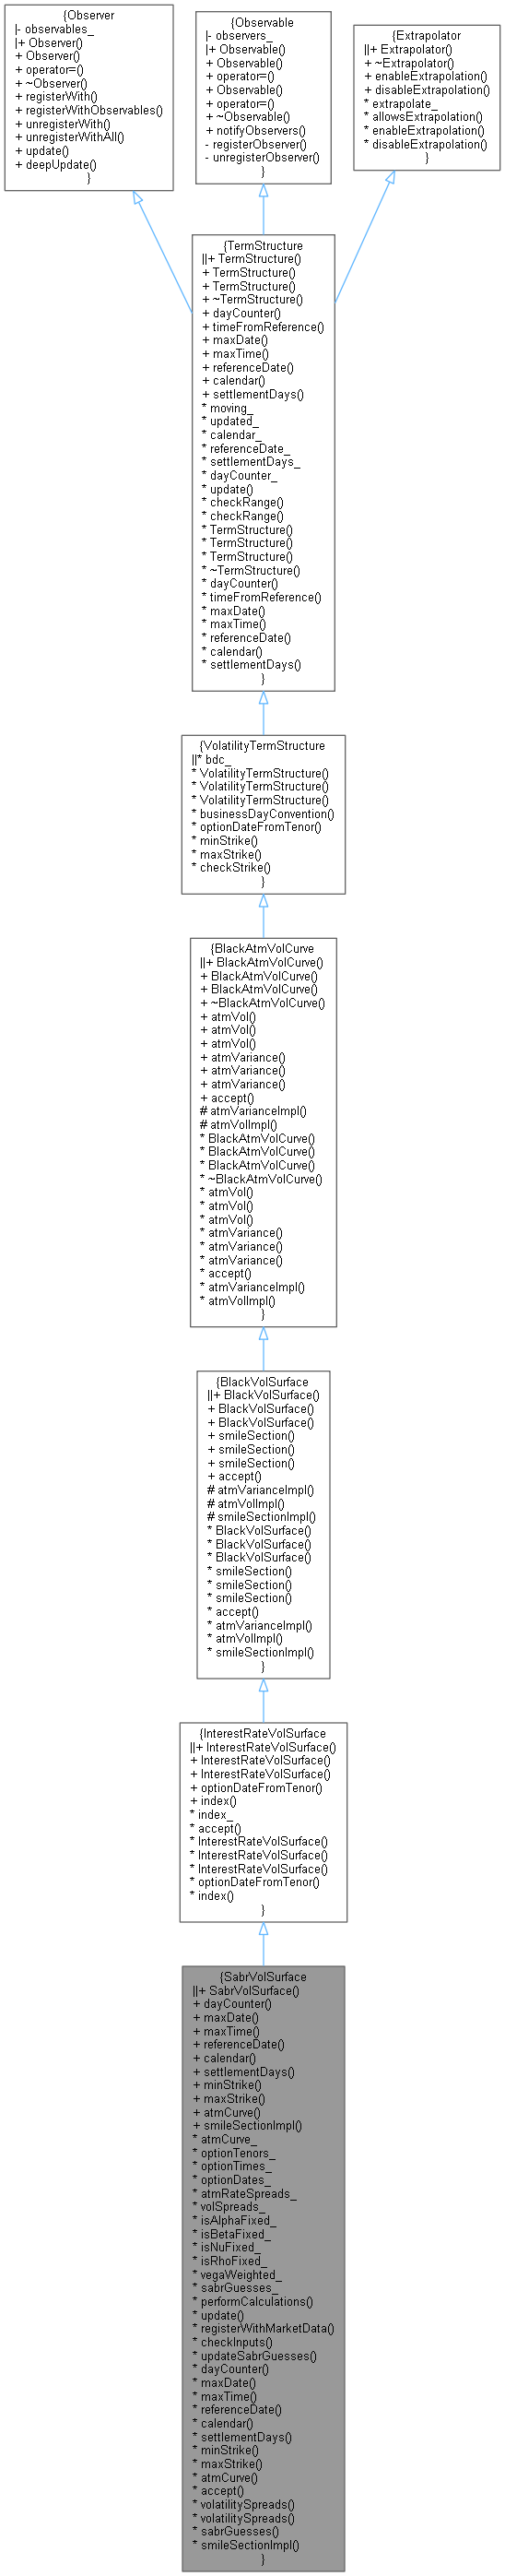 {Observer
|- observers_
|+ Observer()
+ Observer()
+ operator=()
+ ~Observer()
+ registerWith()
+ registerWithObservables()
+ unregisterWith()
+ unregisterWithAll()
+ update()
+ deepUpdate()
}
{Observable
|- observers_
|+ Observable()
+ Observable()
+ operator=()
+ Observable()
+ operator=()
+ ~Observable()
+ notifyObservers()
- registerObserver()
- unregisterObserver()
}
{Extrapolator
||+ Extrapolator()
+ ~Extrapolator()
+ enableExtrapolation()
+ disableExtrapolation()
* extrapolate_
* allowsExtrapolation()
* enableExtrapolation()
* disableExtrapolation()
}
{TermStructure
||+ TermStructure()
+ TermStructure()
+ TermStructure()
+ ~TermStructure()
+ dayCounter()
+ timeFromReference()
+ maxDate()
+ maxTime()
+ referenceDate()
+ calendar()
+ settlementDays()
* moving_
* updated_
* calendar_
* referenceDate_
* settlementDays_
* dayCounter_
* update()
* checkRange()
* checkRange()
* TermStructure()
* TermStructure()
* TermStructure()
* ~TermStructure()
* dayCounter()
* timeFromReference()
* maxDate()
* maxTime()
* referenceDate()
* calendar()
* settlementDays()
}
{VolatilityTermStructure
||* bdc_
* VolatilityTermStructure()
* VolatilityTermStructure()
* VolatilityTermStructure()
* businessDayConvention()
* optionDateFromTenor()
* minStrike()
* maxStrike()
* checkStrike()
}
{BlackAtmVolCurve
||+ BlackAtmVolCurve()
+ BlackAtmVolCurve()
+ BlackAtmVolCurve()
+ ~BlackAtmVolCurve()
+ atmVol()
+ atmVol()
+ atmVol()
+ atmVariance()
+ atmVariance()
+ atmVariance()
+ accept()
# atmVarianceImpl()
# atmVolImpl()
* BlackAtmVolCurve()
* BlackAtmVolCurve()
* BlackAtmVolCurve()
* ~BlackAtmVolCurve()
* atmVol()
* atmVol()
* atmVol()
* atmVariance()
* atmVariance()
* atmVariance()
* accept()
* atmVarianceImpl()
* atmVolImpl()
}
{BlackVolSurface
||+ BlackVolSurface()
+ BlackVolSurface()
+ BlackVolSurface()
+ smileSection()
+ smileSection()
+ smileSection()
+ accept()
# atmVarianceImpl()
# atmVolImpl()
# smileSectionImpl()
* BlackVolSurface()
* BlackVolSurface()
* BlackVolSurface()
* smileSection()
* smileSection()
* smileSection()
* accept()
* atmVarianceImpl()
* atmVolImpl()
* smileSectionImpl()
}
{InterestRateVolSurface
||+ InterestRateVolSurface()
+ InterestRateVolSurface()
+ InterestRateVolSurface()
+ optionDateFromTenor()
+ index()
* index_
* accept()
* InterestRateVolSurface()
* InterestRateVolSurface()
* InterestRateVolSurface()
* optionDateFromTenor()
* index()
}
{SabrVolSurface
||+ SabrVolSurface()
+ dayCounter()
+ maxDate()
+ maxTime()
+ referenceDate()
+ calendar()
+ settlementDays()
+ minStrike()
+ maxStrike()
+ atmCurve()
+ smileSectionImpl()
* atmCurve_
* optionTenors_
* optionTimes_
* optionDates_
* atmRateSpreads_
* volSpreads_
* isAlphaFixed_
* isBetaFixed_
* isNuFixed_
* isRhoFixed_
* vegaWeighted_
* sabrGuesses_
* performCalculations()
* update()
* registerWithMarketData()
* checkInputs()
* updateSabrGuesses()
* dayCounter()
* maxDate()
* maxTime()
* referenceDate()
* calendar()
* settlementDays()
* minStrike()
* maxStrike()
* atmCurve()
* accept()
* volatilitySpreads()
* volatilitySpreads()
* sabrGuesses()
* smileSectionImpl()
}